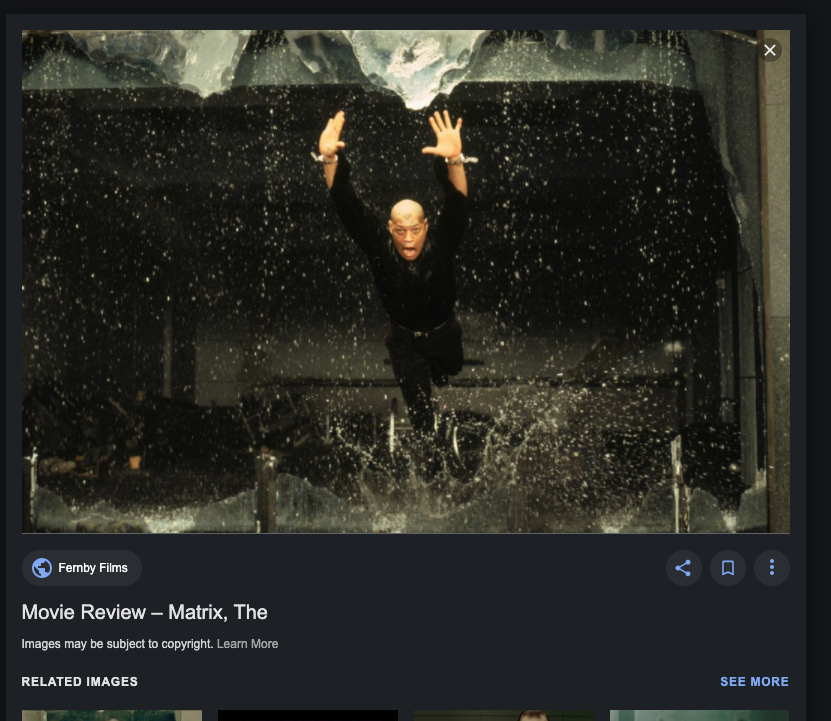 Fernby Films
Movie Review – Matrix, The
Images may be subject to copyright. Learn More
RELATED IMAGES
SEE MORE